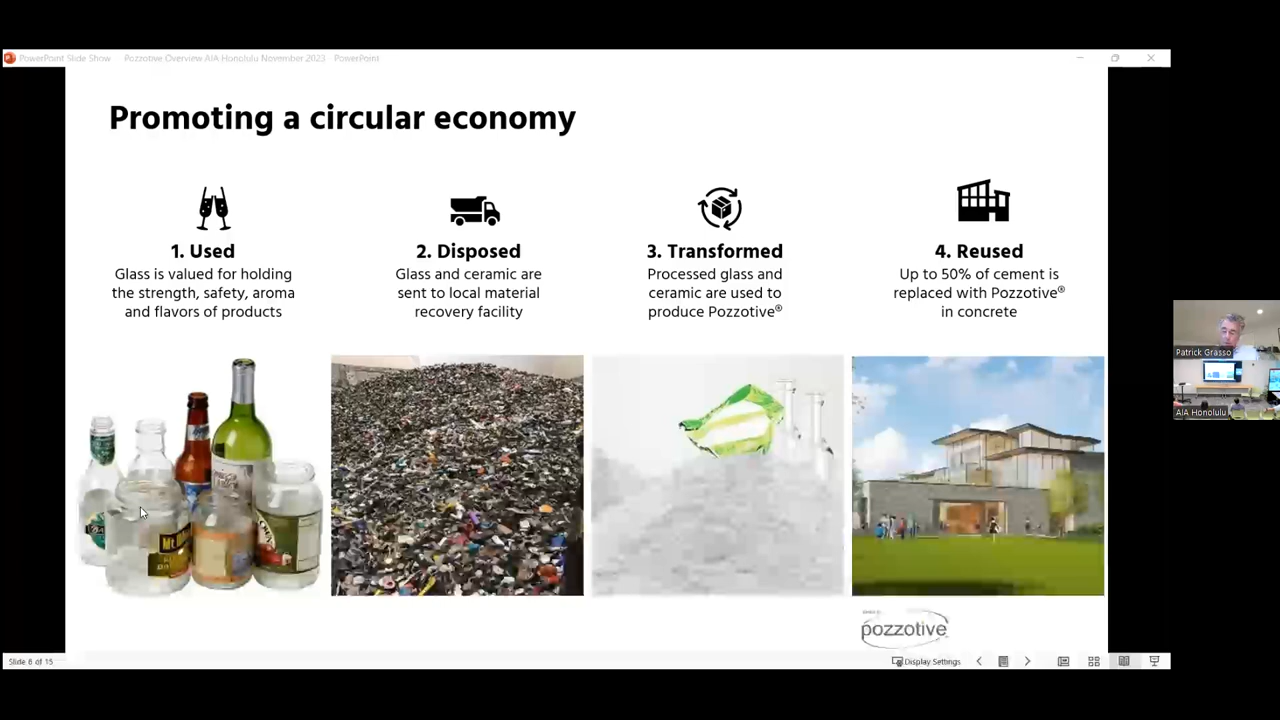 PowerPoint Slide Show
Pozzotive Overview AIA Honolulu November 2023 - PowerPoint
Promoting a circular economy
1. Used
Glass is valued for holding
the strength, safety, aroma
and flavors of products
2. Disposed
Glass and ceramic are
sent to local material
recovery facility
3. Transformed
Processed glass and
ceramic are used to
produce Pozzotive®
4. Reused
Up to 50% of cement is
replaced with Pozzotive®
in concrete
Patrick Grasso
AIA Honolulu
pozzotive
Slide 6 of 15
Display Settings